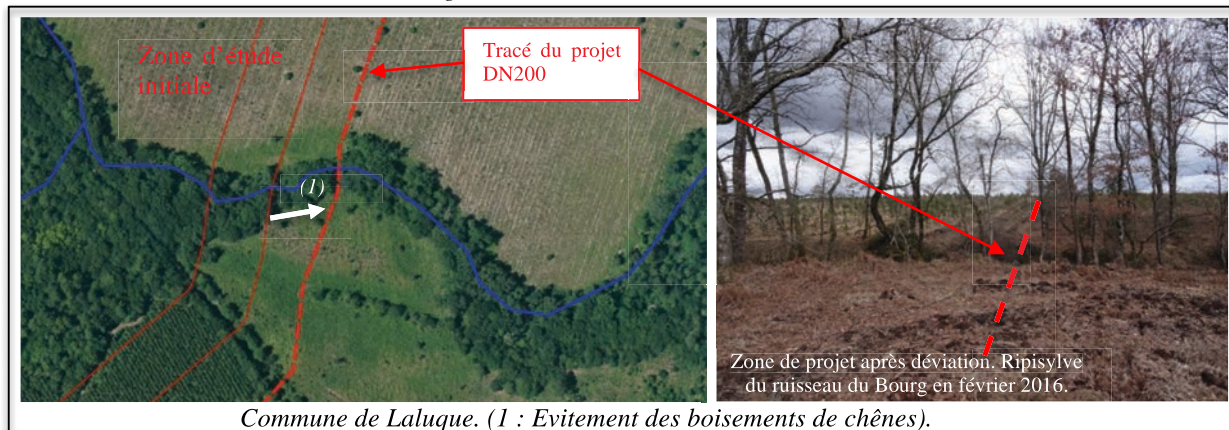 Zone d'étude
initiale
Tracé du projet
DN200
(1)
Zone de projet après déviation. Ripisylve
du ruisseau du Bourg en février 2016.
Commune de Laluque. (1 : Evitement des boisements de chênes).